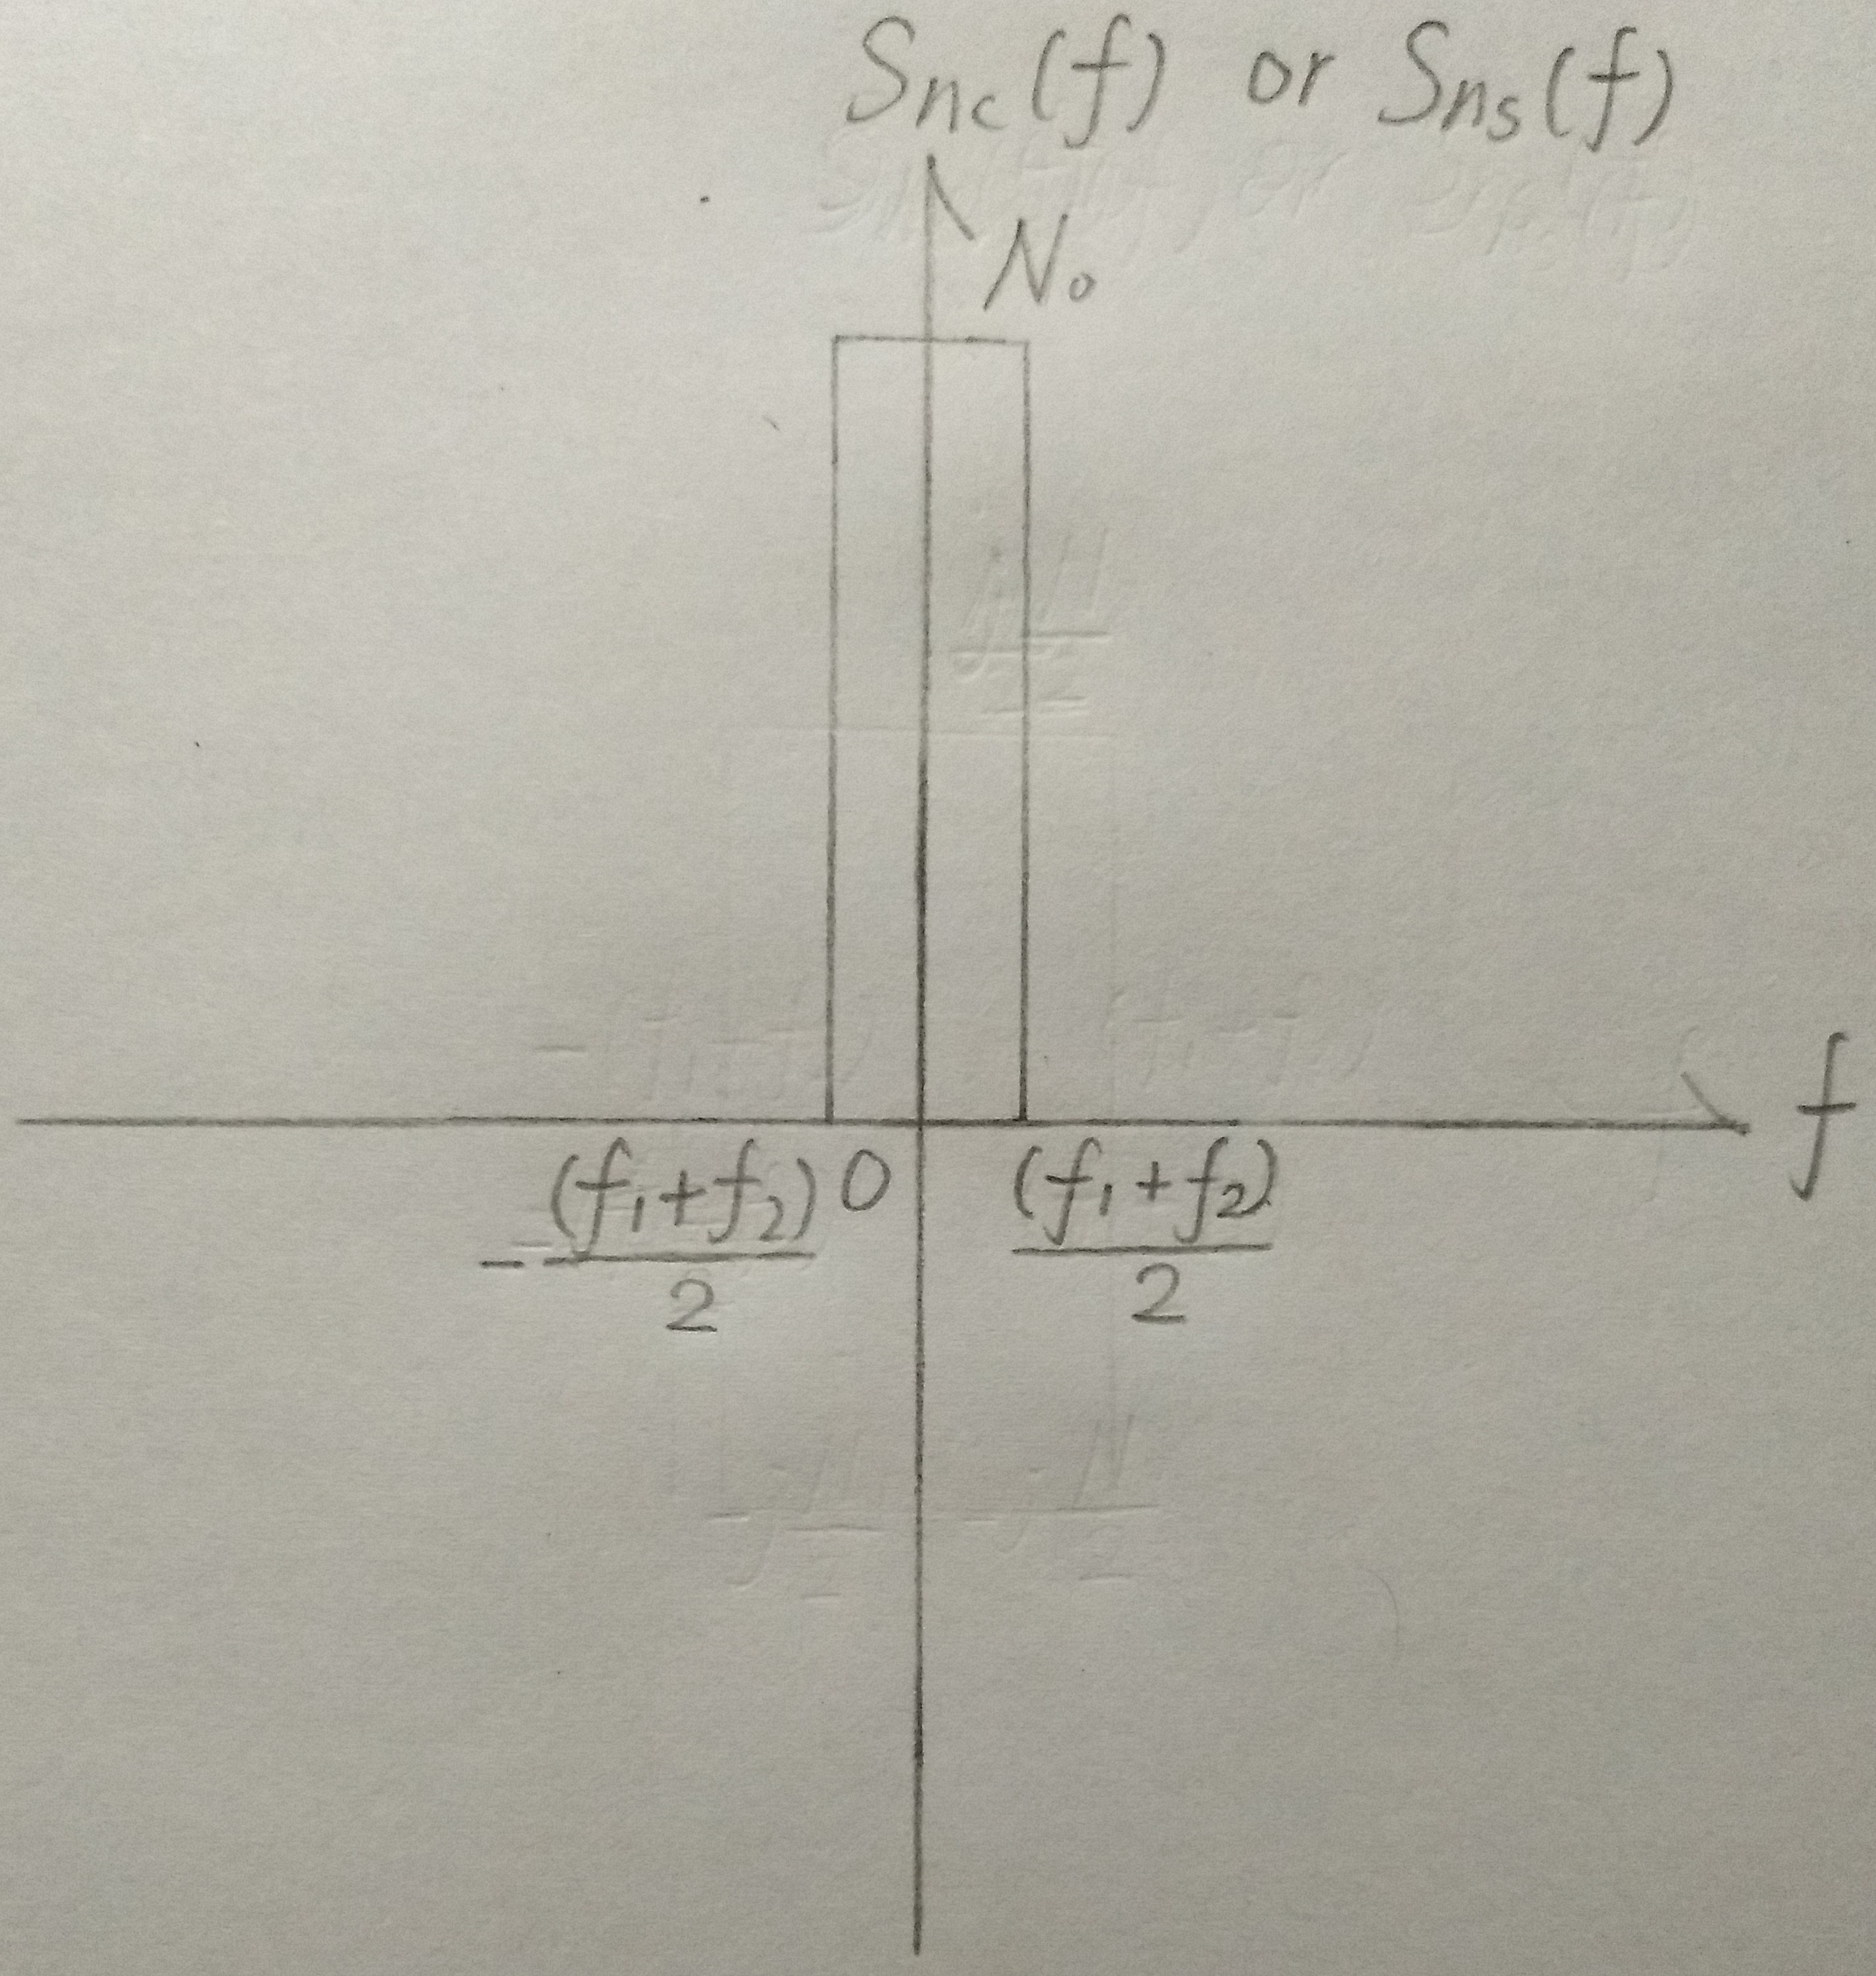 Snc(f) or Sns(f)
N₀
f
-(f₁+f₂)/2 0 (f₁+f₂)/2